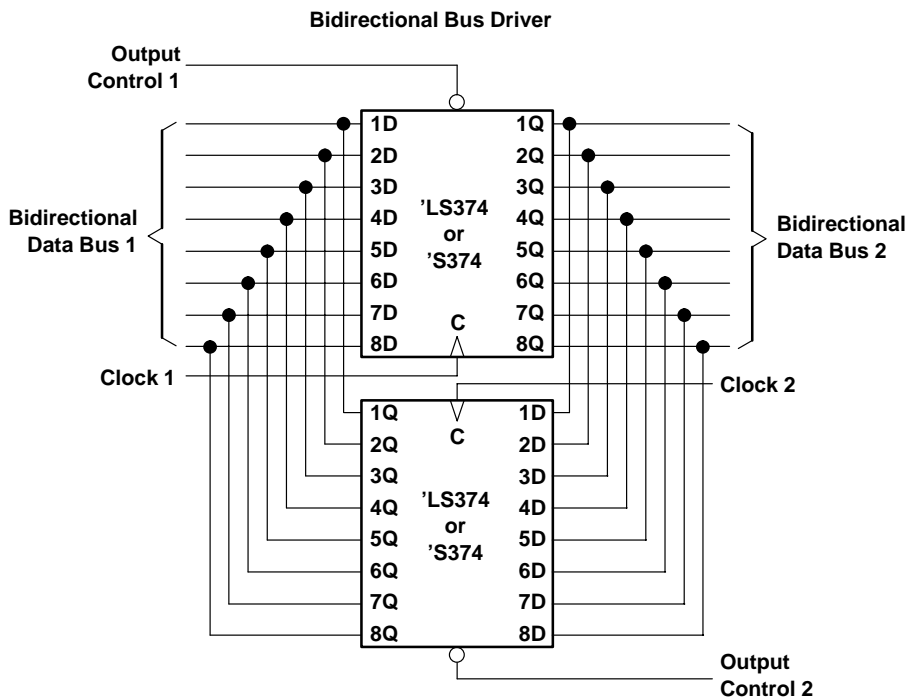 Bidirectional Bus Driver
Output
Control 1
1D 1Q
2D 2Q
3D 3Q
4D 4Q
5D 5Q
6D 6Q
7D 7Q
8D 8Q
’LS374
or
’S374
C
Bidirectional
Data Bus 1
Bidirectional
Data Bus 2
Clock 1
Clock 2
1Q 1D
2Q 2D
3Q 3D
4Q 4D
5Q 5D
6Q 6D
7Q 7D
8Q 8D
C
’LS374
or
’S374
Output
Control 2